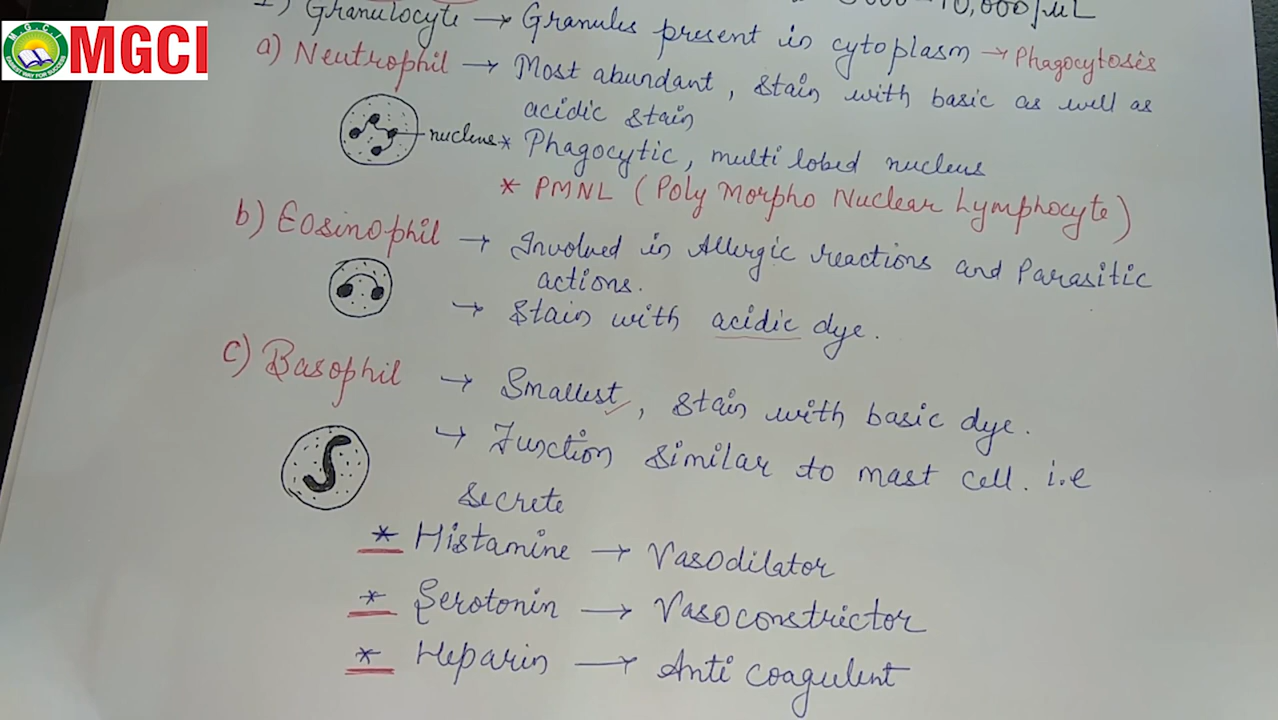 M.G.C.I
MGCI
1) Granulocyte → Granules present in cytoplasm → Phagocytosis
a) Neutrophil → Most abundant, stain with basic as well as
acidic stain
nucleus * Phagocytic, multi lobed nucleus
* PMNL (Poly Morpho Nuclear Lymphocyte)
b) Eosinophil → Involved in Allergic reactions and Parasitic
actions.
→ Stain with acidic dye.
c) Basophil → Smallest, stain with basic dye.
→ Function similar to mast cell. i.e
secrete
* Histamine → Vasodilator
* Serotonin → Vasoconstrictor
* Heparin → Anti coagulent